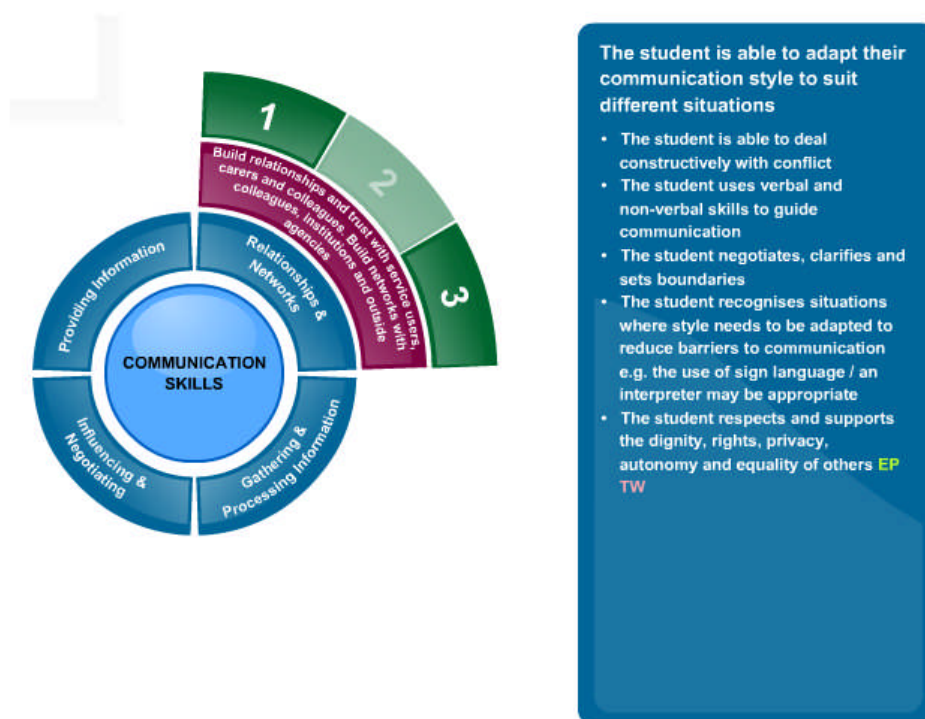 1
2
3
Build relationships and trust with service users,
carers and colleagues. Build networks with
colleagues, institutions and outside
agencies
Providing Information
Relationships &
Networks
COMMUNICATION
SKILLS
Influencing &
Negotiating
Gathering &
Processing Information
The student is able to adapt their
communication style to suit
different situations
• The student is able to deal
constructively with conflict
• The student uses verbal and
non-verbal skills to guide
communication
• The student negotiates, clarifies and
sets boundaries
• The student recognises situations
where style needs to be adapted to
reduce barriers to communication
e.g. the use of sign language / an
interpreter may be appropriate
• The student respects and supports
the dignity, rights, privacy,
autonomy and equality of others EP
TW